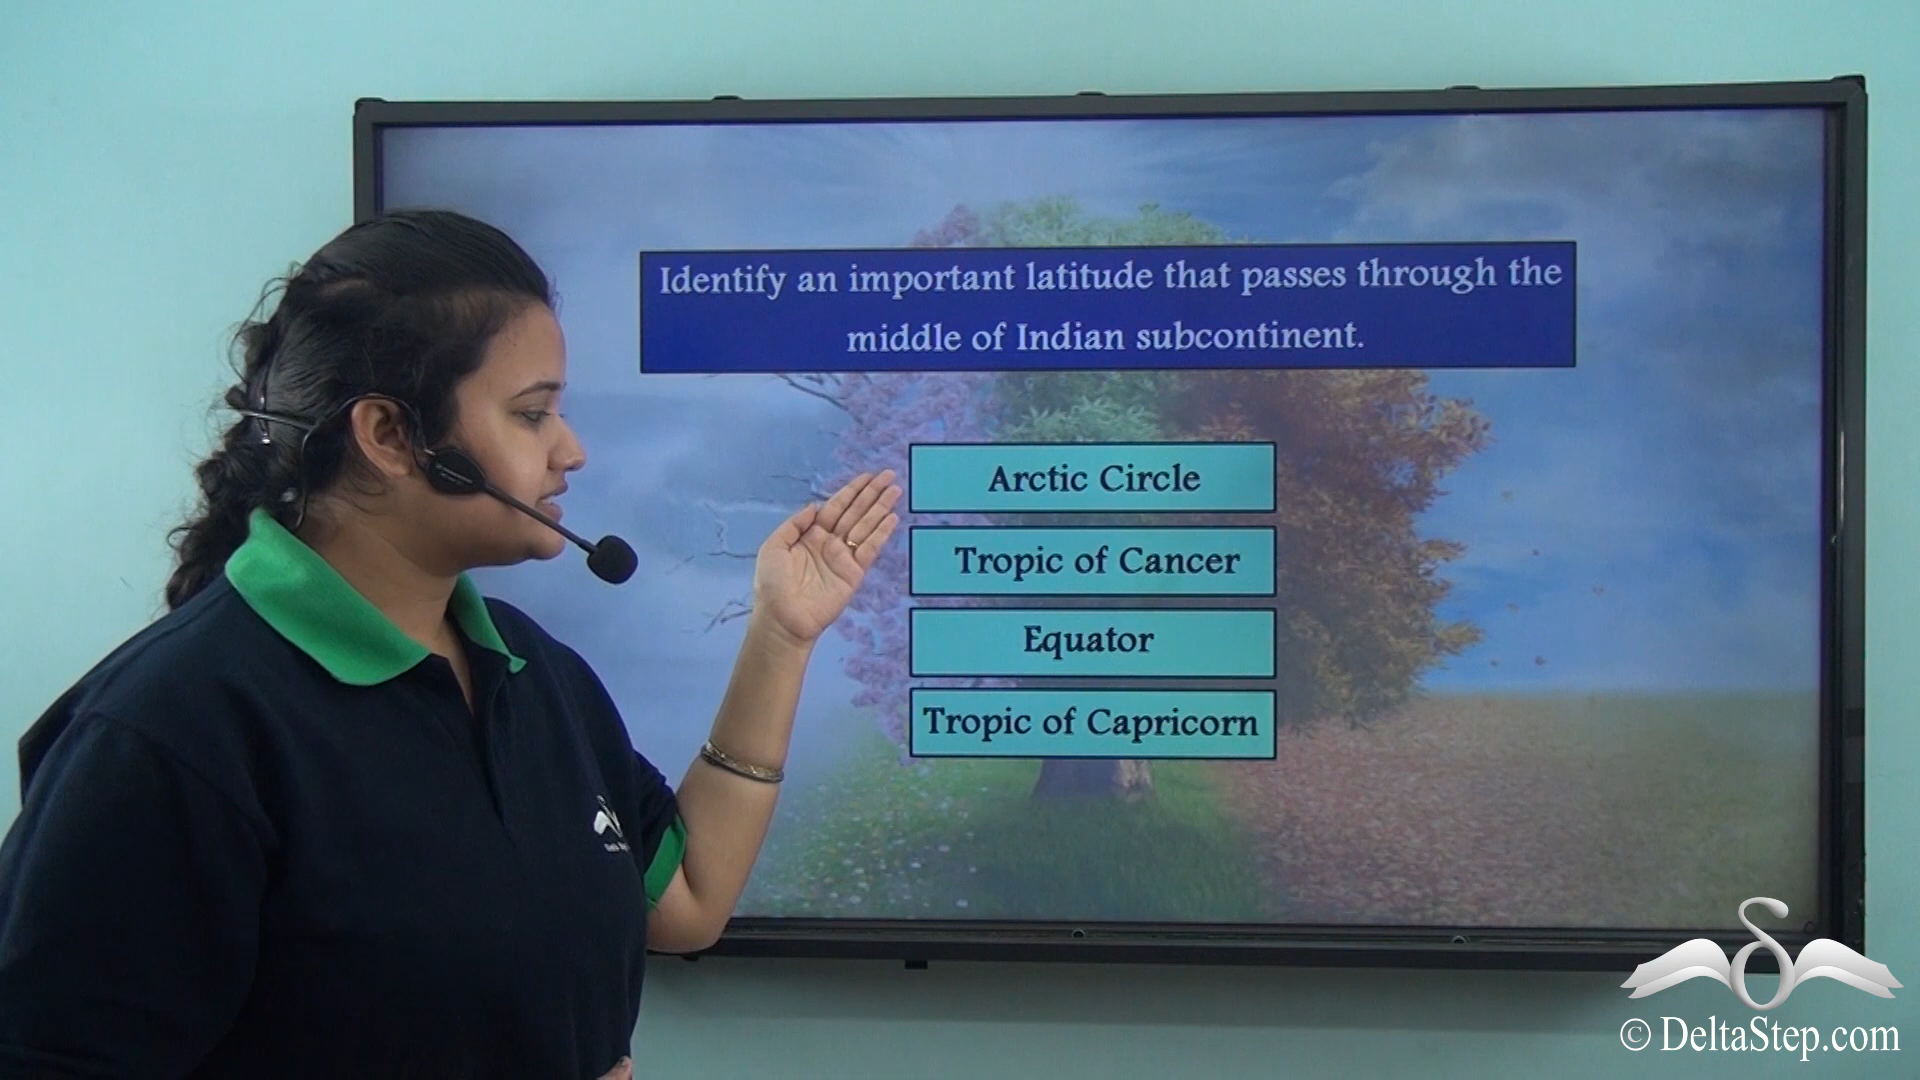 Identify an important latitude that passes through the
middle of Indian subcontinent.
Arctic Circle
Tropic of Cancer
Equator
Tropic of Capricorn
© DeltaStep.com